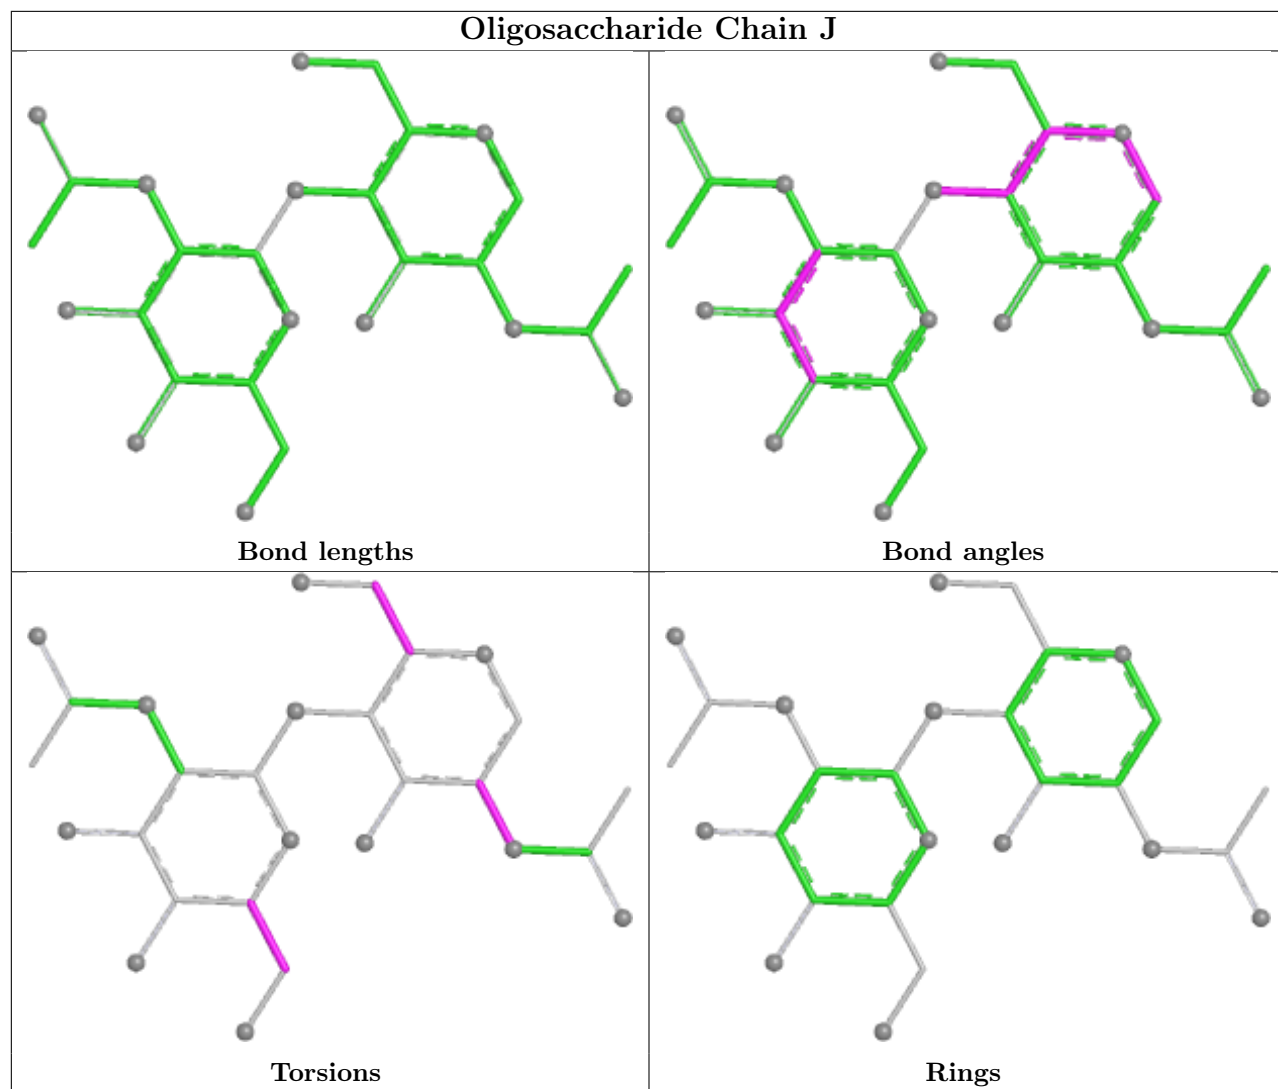 Oligosaccharide Chain J
Bond lengths
Bond angles
Torsions
Rings